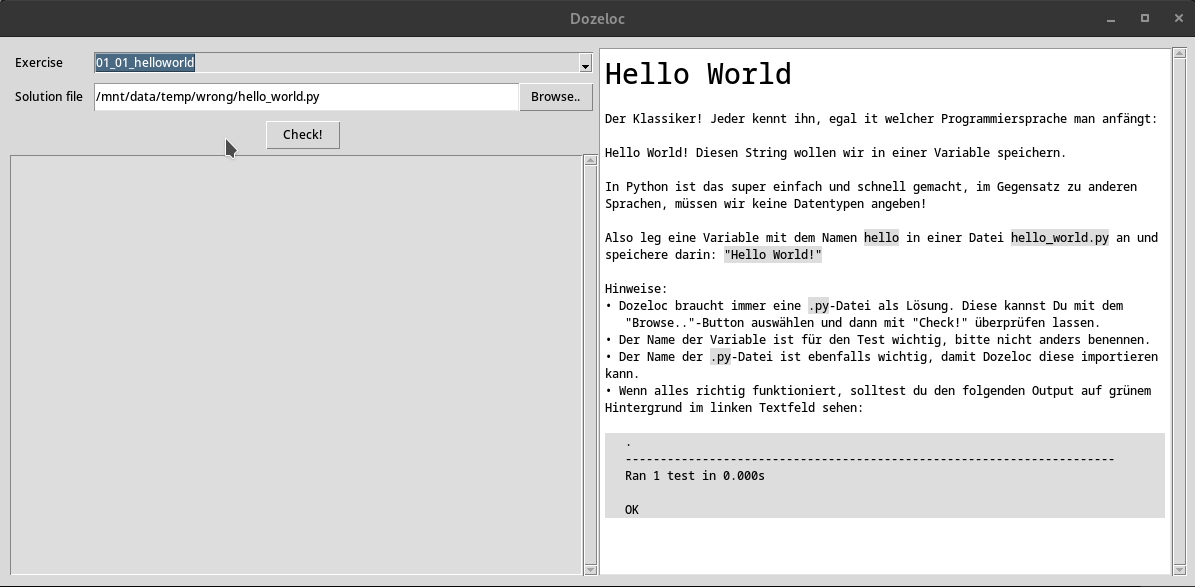 Dozeloc
Exercise
01_01_helloworld
Solution file
/mnt/data/temp/wrong/hello_world.py
Browse..
Check!
Hello World
Der Klassiker! Jeder kennt ihn, egal it welcher Programmiersprache man anfängt:
Hello World! Diesen String wollen wir in einer Variable speichern.
In Python ist das super einfach und schnell gemacht, im Gegensatz zu anderen
Sprachen, müssen wir keine Datentypen angeben!
Also leg eine Variable mit dem Namen hello in einer Datei hello_world.py an und
speichere darin: "Hello World!"
Hinweise:
• Dozeloc braucht immer eine .py-Datei als Lösung. Diese kannst Du mit dem
"Browse.."-Button auswählen und dann mit "Check!" überprüfen lassen.
• Der Name der Variable ist für den Test wichtig, bitte nicht anders benennen.
• Der Name der .py-Datei ist ebenfalls wichtig, damit Dozeloc diese importieren
kann.
• Wenn alles richtig funktioniert, solltest du den folgenden Output auf grünem
Hintergrund im linken Textfeld sehen:
.
----------------------------------------------------------------------
Ran 1 test in 0.000s
OK